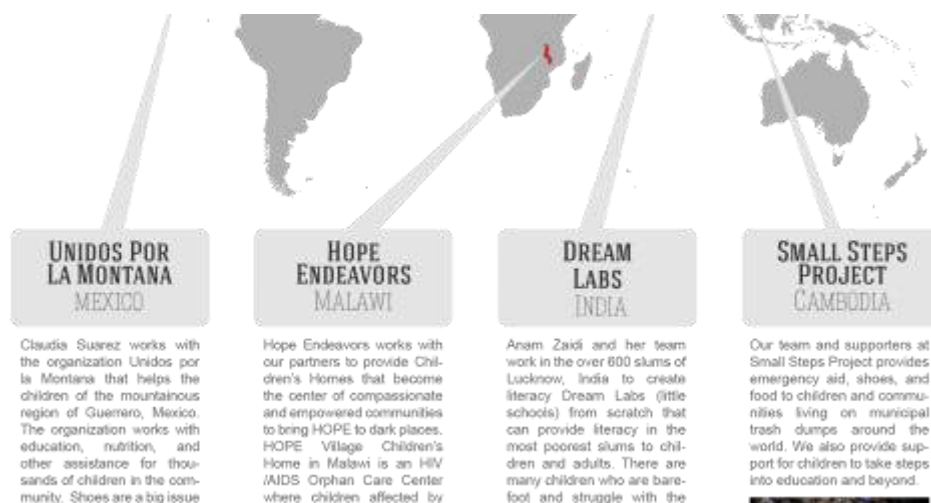 UNIDOS POR
LA MONTANA
MEXICO
Claudia Suarez works with
the organization Unidos por
la Montana that helps the
children of the mountainous
region of Guerrero, Mexico.
The organization works with
education, nutrition, and
other assistance for thou-
sands of children in the com-
munity. Shoes are a big issue
HOPE
ENDEAVORS
MALAWI
Hope Endeavors works with
our partners to provide Chil-
dren's Homes that become
the center of compassionate
and empowered communities
to bring HOPE to dark places.
HOPE Village Children's
Home in Malawi is an HIV
/AIDS Orphan Care Center
where children affected by
DREAM
LABS
INDIA
Anam Zaidi and her team
work in the over 600 slums of
Lucknow, India to create
literacy Dream Labs (little
schools) from scratch that
can provide literacy in the
most poorest slums to chil-
dren and adults. There are
many children who are bare-
foot and struggle with the
SMALL STEPS
PROJECT
CAMBODIA
Our team and supporters at
Small Steps Project provides
emergency aid, shoes, and
food to children and commu-
nities living on municipal
trash dumps around the
world. We also provide sup-
port for children to take steps
into education and beyond.